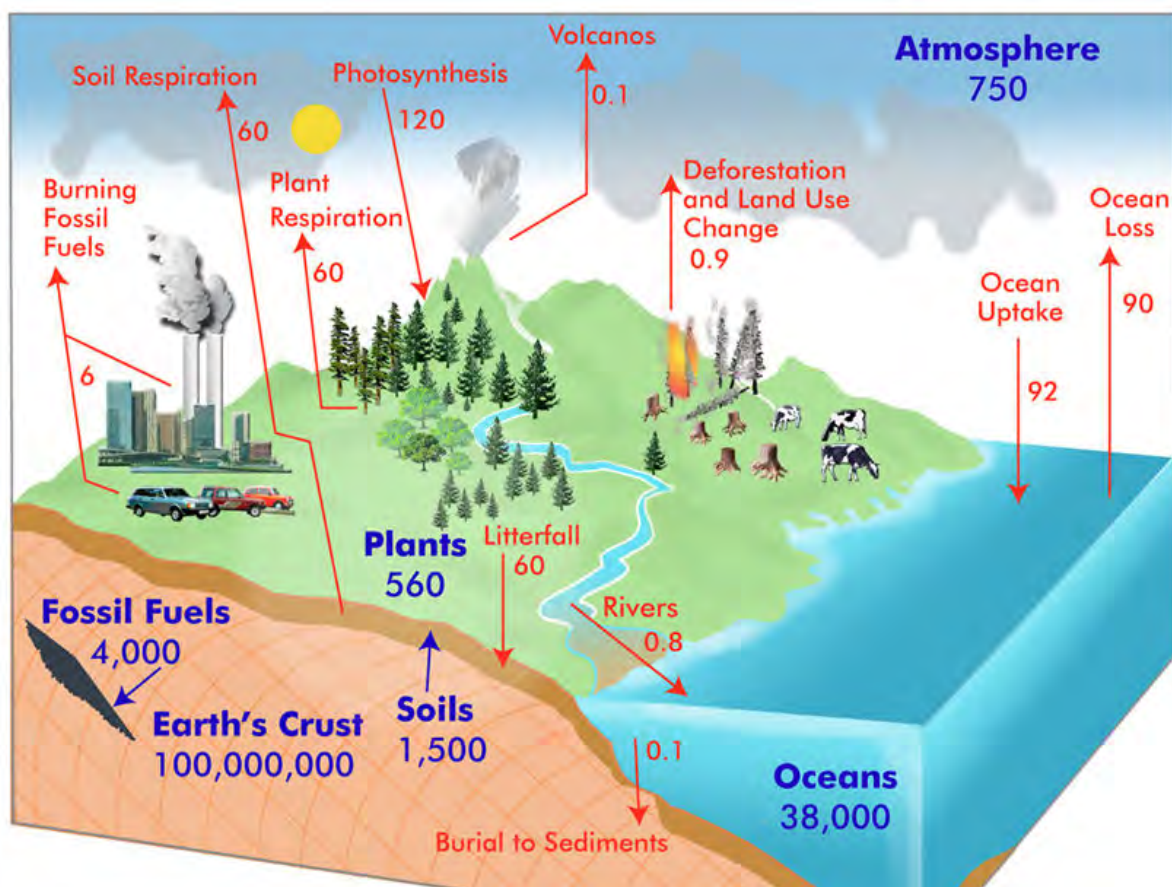 Volcanos
0.1
Atmosphere
750
Soil Respiration
60
Photosynthesis
120
Burning
Fossil
Fuels
6
Plant
Respiration
60
Deforestation
and Land Use
Change
0.9
Ocean
Loss
90
Ocean
Uptake
92
Plants
560
Litterfall
60
Rivers
0.8
Fossil Fuels
4,000
Earth's Crust
100,000,000
Soils
1,500
0.1
Burial to Sediments
Oceans
38,000